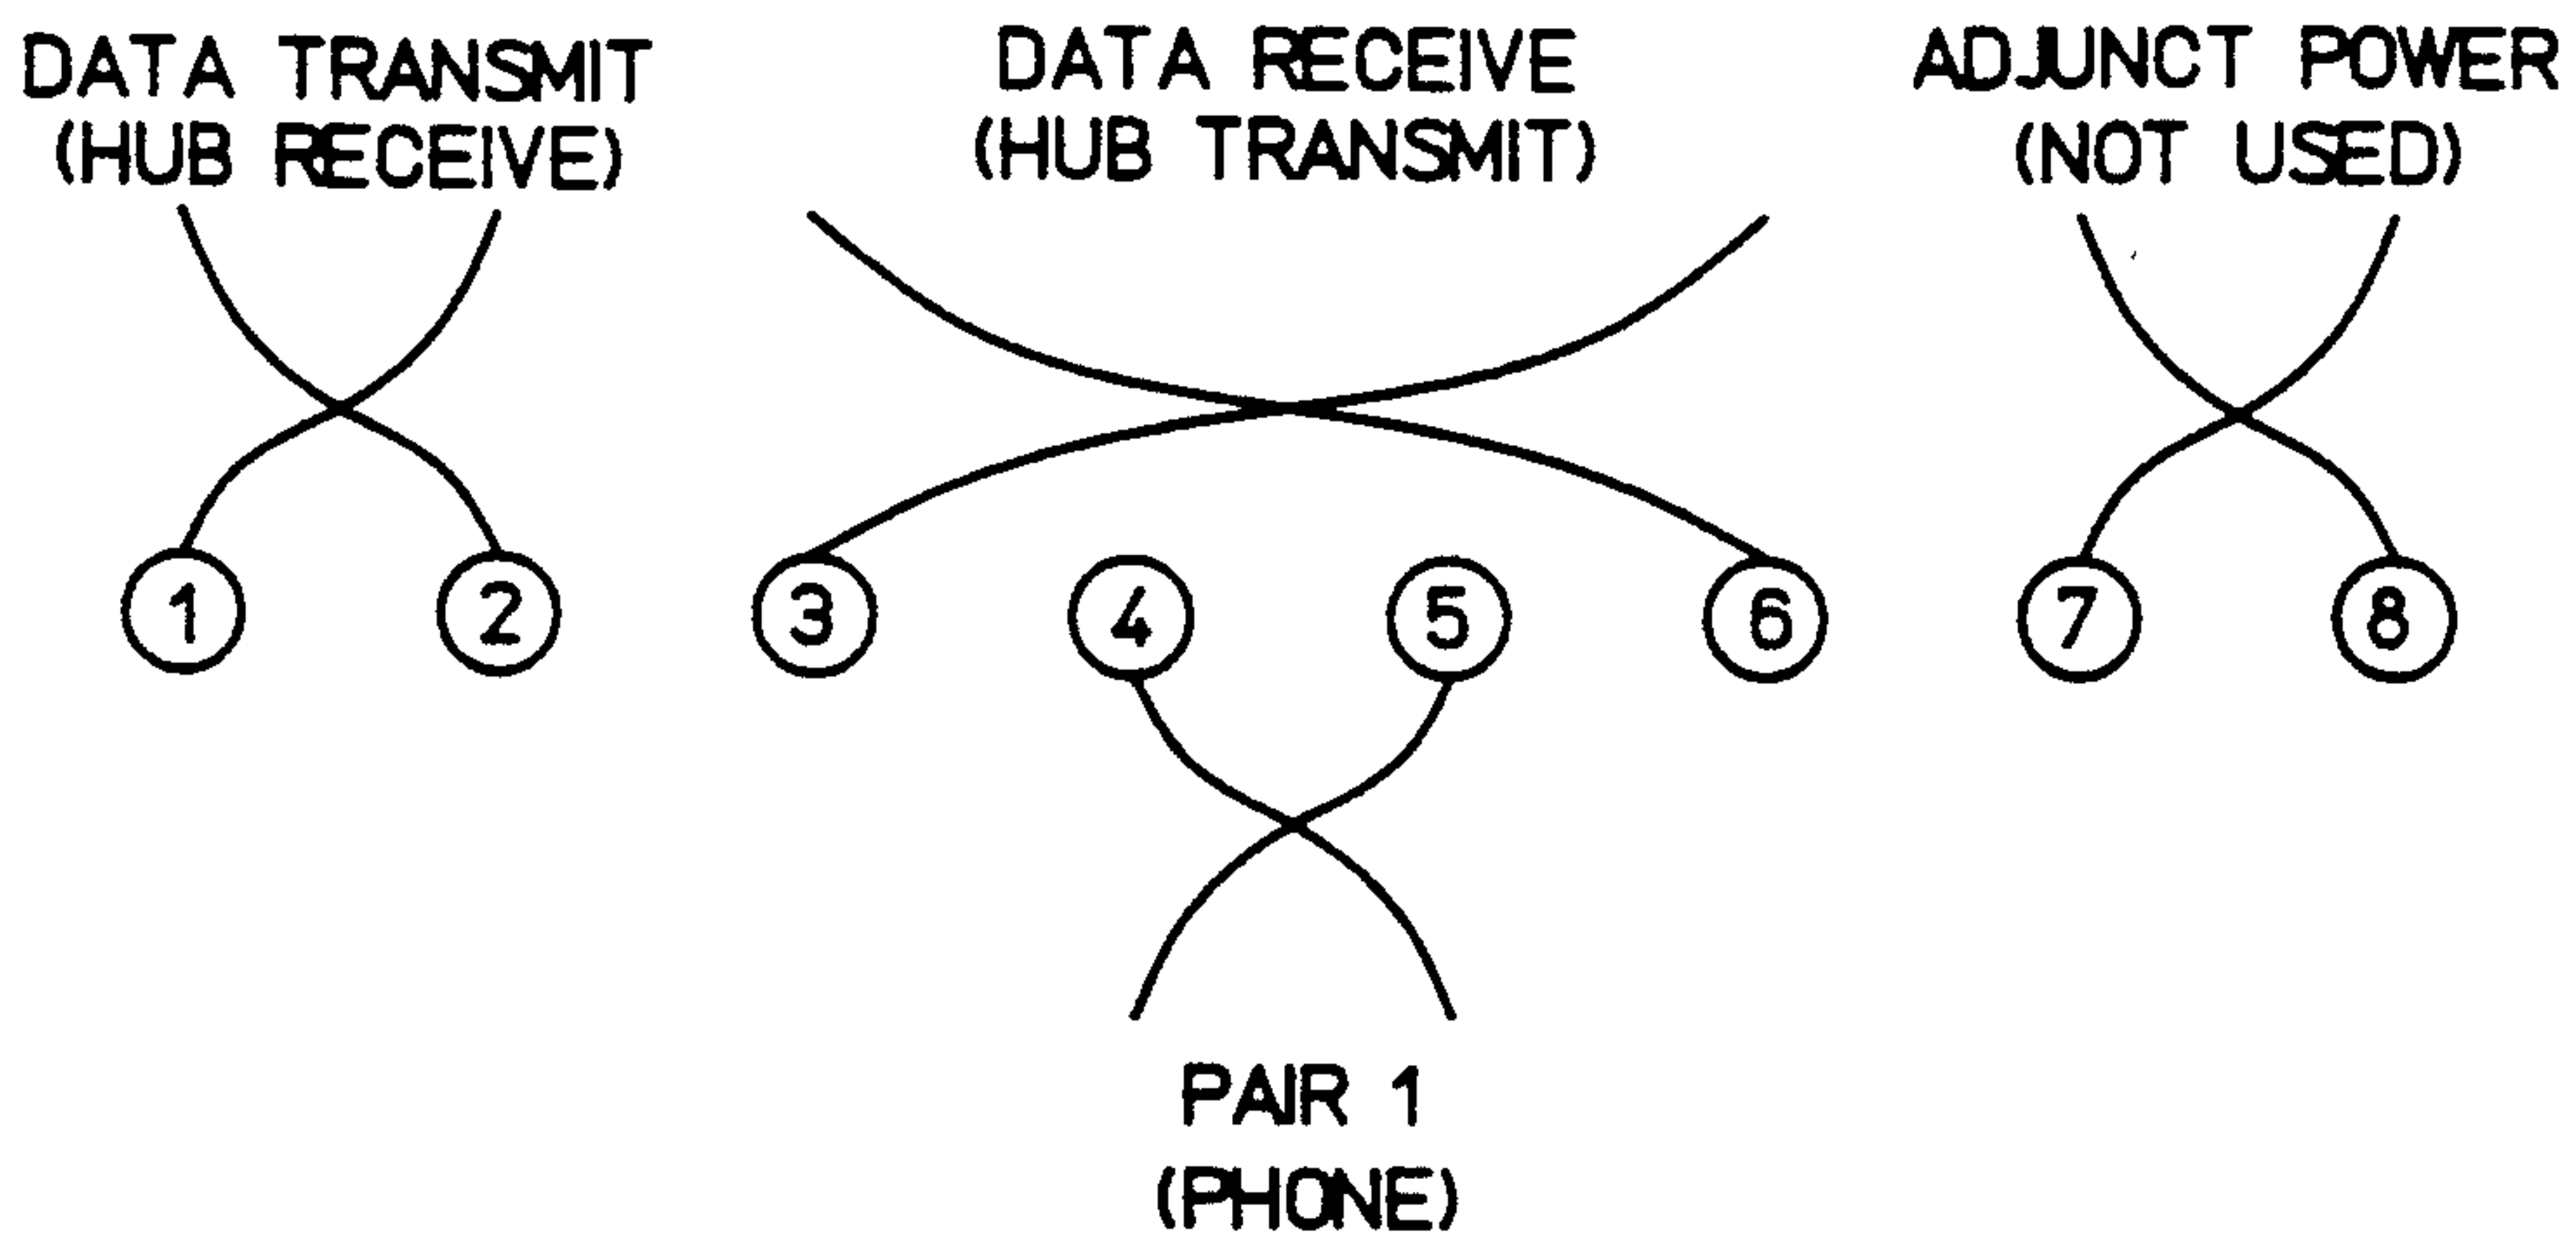 DATA TRANSMIT
(HUB RECEIVE)
DATA RECEIVE
(HUB TRANSMIT)
ADJUNCT POWER
(NOT USED)
1 2 3 4 5 6 7 8
PAIR 1
(PHONE)